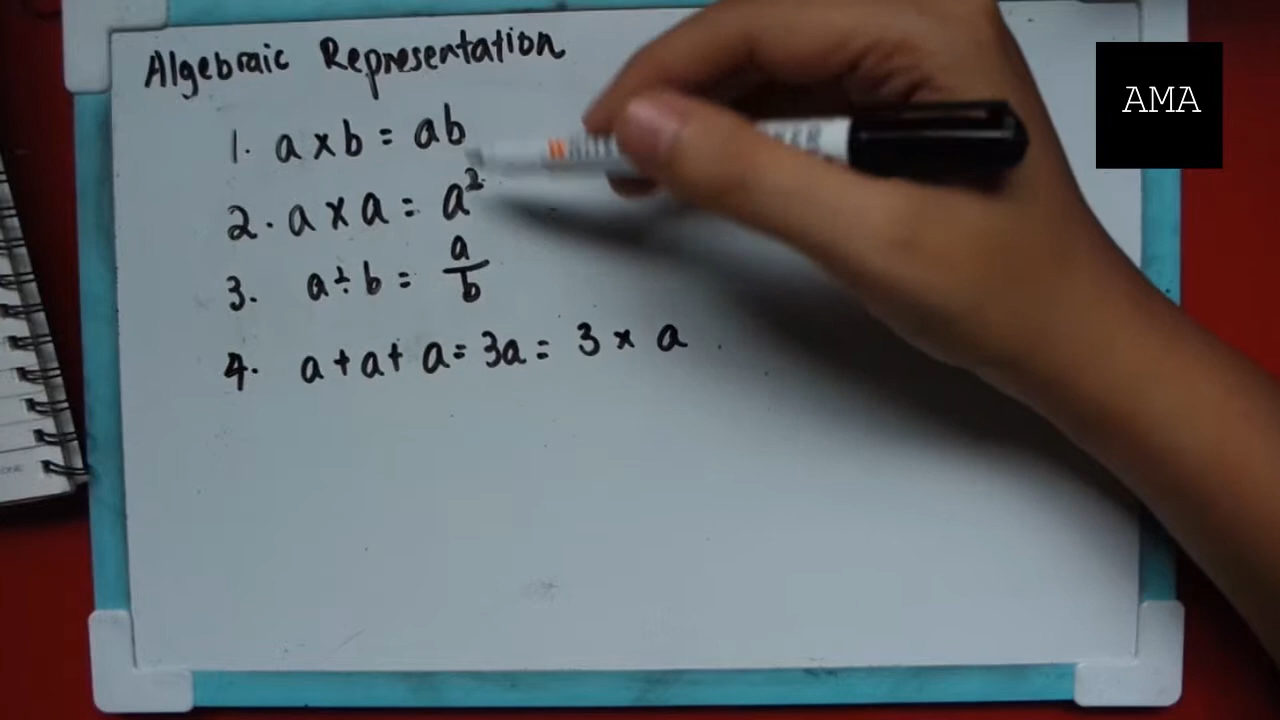 Algebraic Representation
AMA
1. a x b = ab
2. a x a = a²
3. a ÷ b = a/b
4. a + a + a = 3a = 3 x a